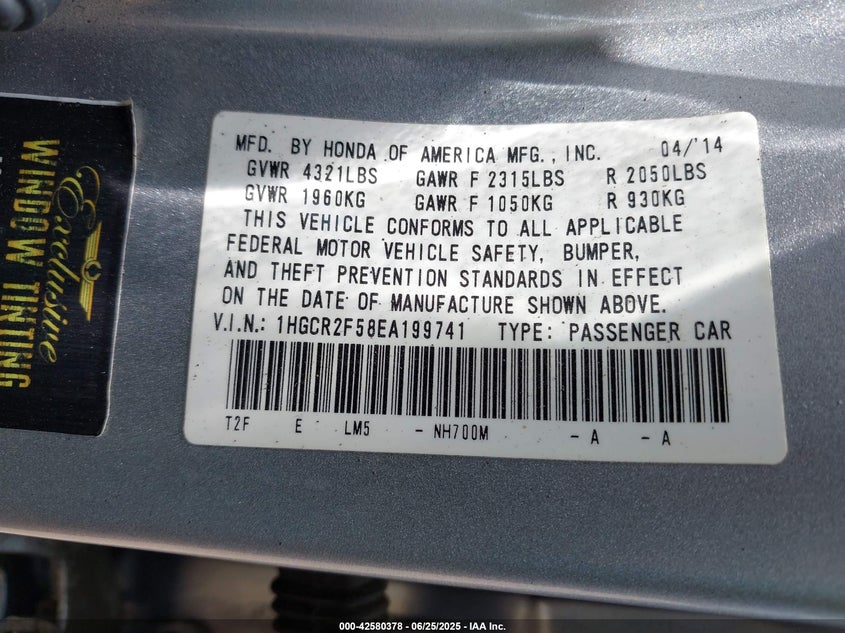 MFD. BY HONDA OF AMERICA MFG., INC. 04/'14
GVWR 4321LBS GAWR F 2315LBS R 2050LBS
GVWR 1960KG GAWR F 1050KG R 930KG
THIS VEHICLE CONFORMS TO ALL APPLICABLE
FEDERAL MOTOR VEHICLE SAFETY, BUMPER,
AND THEFT PREVENTION STANDARDS IN EFFECT
ON THE DATE OF MANUFACTURE SHOWN ABOVE.
V.I.N.: 1HGCR2F58EA199741 TYPE: PASSENGER CAR
T2F E LM5 - NH700M - A - A
Exclusive
WINDOW TINTING
000-42580378 - 06/25/2025 - IAA Inc.